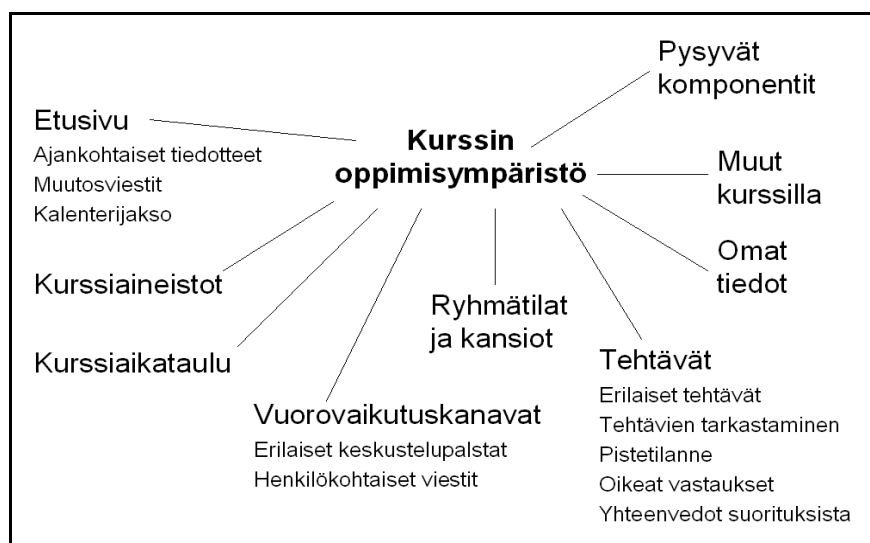 Pysyvät
komponentit
Etusivu
Ajankohtaiset tiedotteet
Muutosviestit
Kalenterijakso
Kurssin
oppimisympäristö
Muut
kurssilla
Omat
tiedot
Kurssiaineistot
Ryhmätilat
ja kansiot
Kurssiaikataulu
Tehtävät
Erilaiset tehtävät
Tehtävien tarkastaminen
Pistetilanne
Oikeat vastaukset
Yhteenvedot suorituksista
Vuorovaikutuskanavat
Erilaiset keskustelupalstat
Henkilökohtaiset viestit